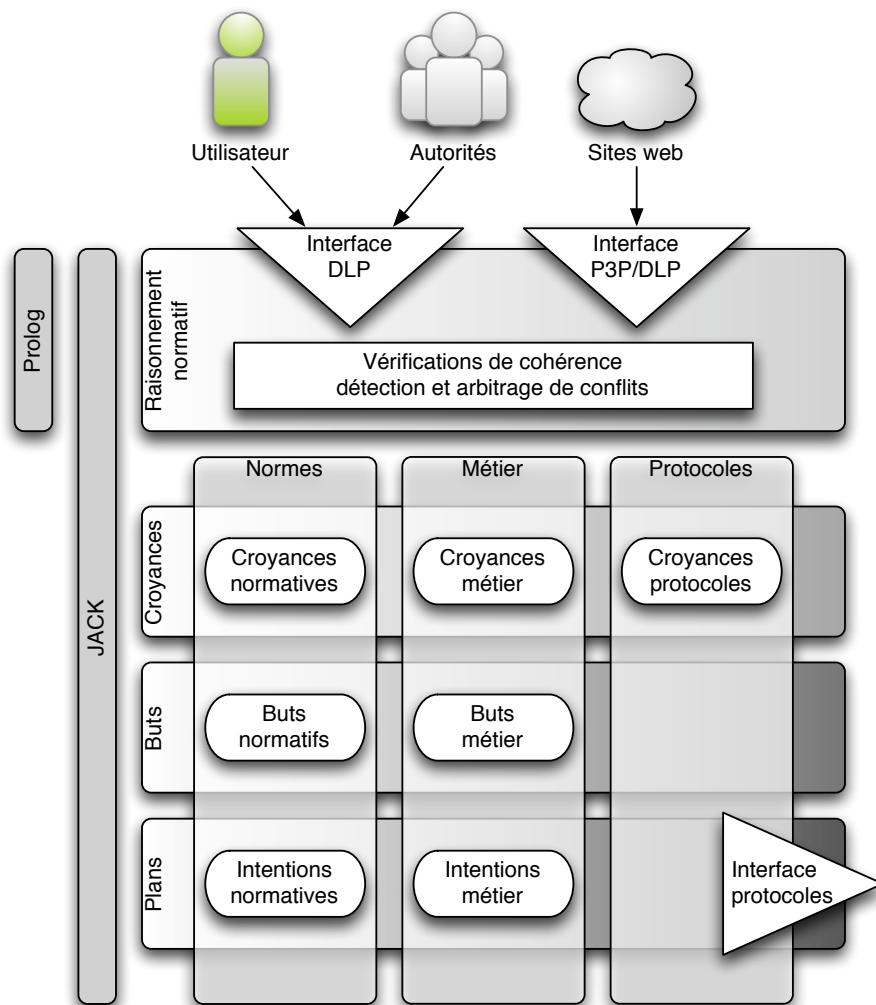 Utilisateur
Autorités
Sites web
Interface
DLP
Interface
P3P/DLP
Prolog
JACK
Raisonnement
normatif
Vérifications de cohérence
détection et arbitrage de conflits
Normes
Métier
Protocoles
Croyances
Croyances
normatives
Croyances
métier
Croyances
protocoles
Buts
Buts
normatifs
Buts
métier
Plans
Intentions
normatives
Intentions
métier
Interface
protocoles